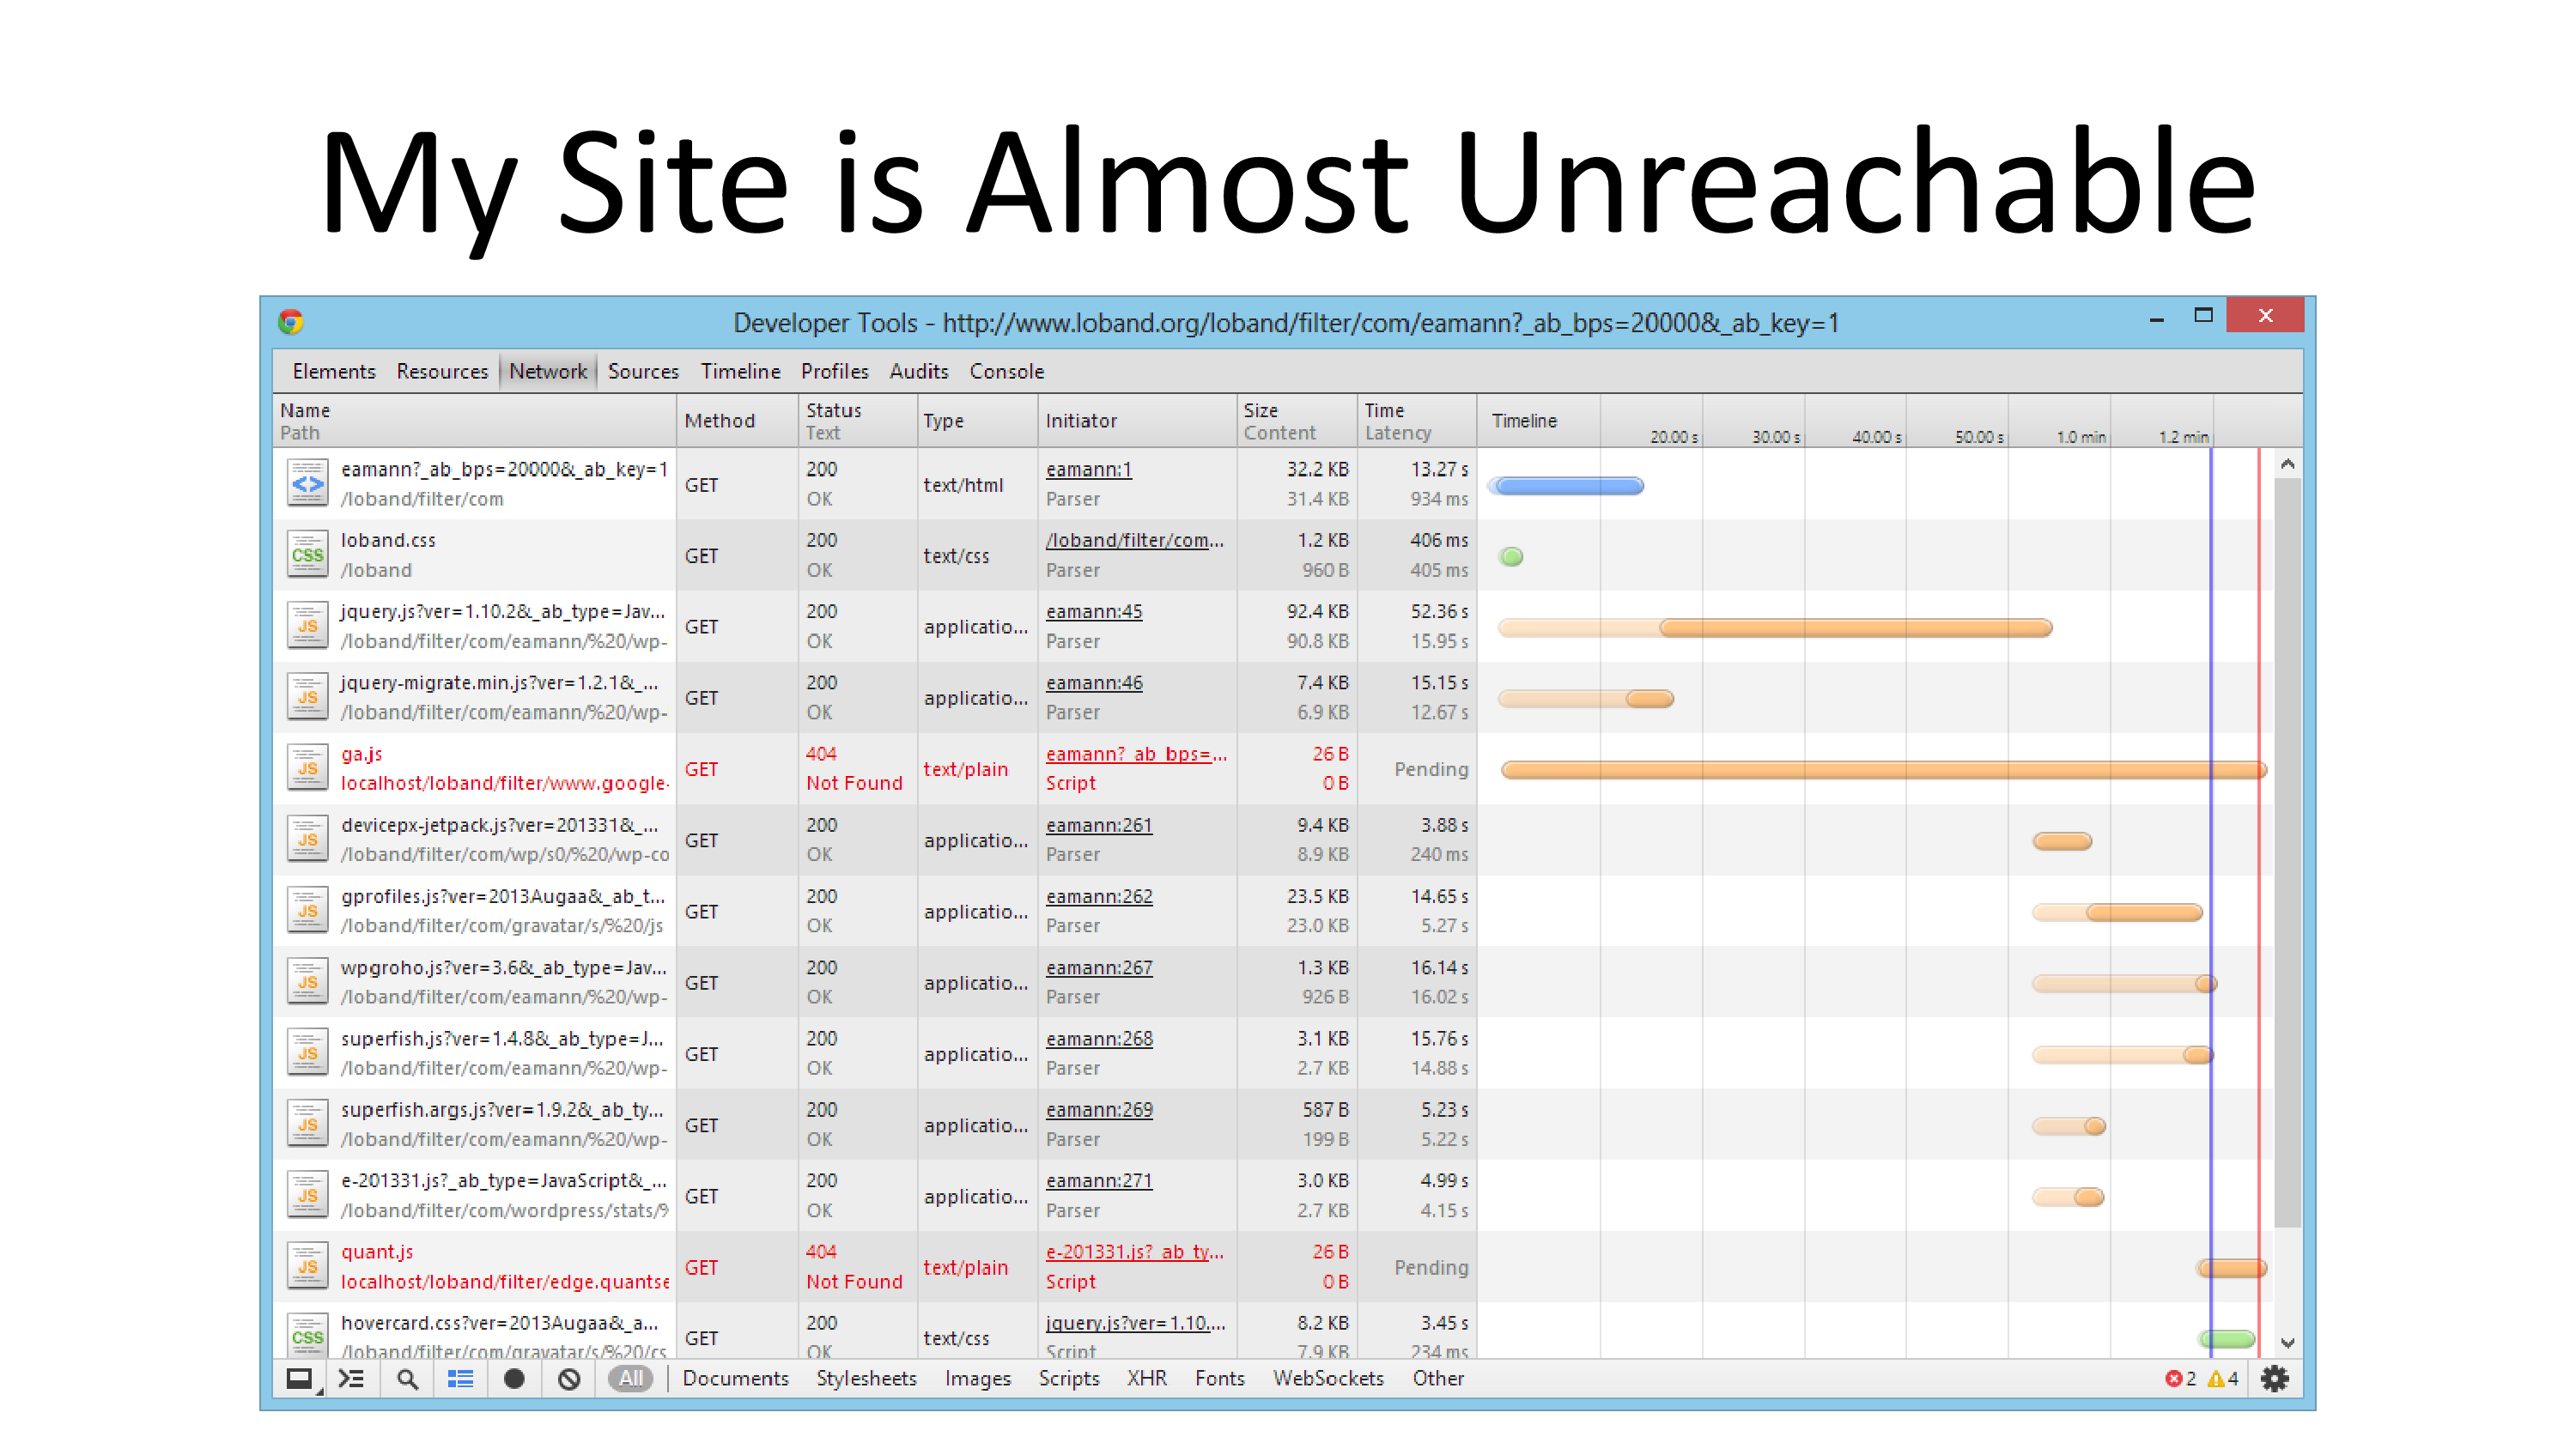 My Site is Almost Unreachable
Developer Tools - http://www.loband.org/loband/filter/com/eamann?_ab_bps=20000&_ab_key=1
Elements Resources Network Sources Timeline Profiles Audits Console
Name Path Method Status Text Type Initiator Size Content Time Latency Timeline 20.00 s 30.00 s 40.00 s 50.00 s 1.0 min 1.2 min
eamann?_ab_bps=20000&_ab_key=1 200 eamann:1 32.2 KB 13.27 s
<> GET text/html
/loband/filter/com OK Parser 31.4 KB 934 ms
loband.css 200 /loband/filter/com... 1.2 KB 406 ms
CSS GET text/css
/loband OK Parser 960 B 405 ms
jquery.js?ver=1.10.2&_ab_type=Jav... 200 eamann:45 92.4 KB 52.36 s
JS GET applicatio...
/loband/filter/com/eamann/%20/wp- OK Parser 90.8 KB 15.95 s
jquery-migrate.min.js?ver=1.2.1&_... 200 eamann:46 7.4 KB 15.15 s
JS GET applicatio...
/loband/filter/com/eamann/%20/wp- OK Parser 6.9 KB 12.67 s
ga.js 404 eamann?_ab_bps=... 26 B
JS GET text/plain Pending
localhost/loband/filter/www.google- Not Found Script 0 B
devicepx-jetpack.js?ver=201331&_... 200 eamann:261 9.4 KB 3.88 s
JS GET applicatio...
/loband/filter/com/wp/s0/%20/wp-co OK Parser 8.9 KB 240 ms
gprofiles.js?ver=2013Augaa&_ab_t... 200 eamann:262 23.5 KB 14.65 s
JS GET applicatio...
/loband/filter/com/gravatar/s/%20/js OK Parser 23.0 KB 5.27 s
wpgroho.js?ver=3.6&_ab_type=Jav... 200 eamann:267 1.3 KB 16.14 s
JS GET applicatio...
/loband/filter/com/eamann/%20/wp- OK Parser 926 B 16.02 s
superfish.js?ver=1.4.8&_ab_type=J... 200 eamann:268 3.1 KB 15.76 s
JS GET applicatio...
/loband/filter/com/eamann/%20/wp- OK Parser 2.7 KB 14.88 s
superfish.args.js?ver=1.9.2&_ab_ty... 200 eamann:269 587 B 5.23 s
JS GET applicatio...
/loband/filter/com/eamann/%20/wp- OK Parser 199 B 5.22 s
e-201331.js?_ab_type=JavaScript&_... 200 eamann:271 3.0 KB 4.99 s
JS GET applicatio...
/loband/filter/com/wordpress/stats/% OK Parser 2.7 KB 4.15 s
quant.js 404 e-201331.js?_ab_ty... 26 B
JS GET text/plain Pending
localhost/loband/filter/edge.quantse Not Found Script 0 B
hovercard.css?ver=2013Augaa&_a... 200 jquery.js?ver=1.10.... 8.2 KB 3.45 s
CSS GET text/css
/loband/filter/com/gravatar/s/%20/cs OK Script 7.9 KB 234 ms
All Documents Stylesheets Images Scripts XHR Fonts WebSockets Other 2 4